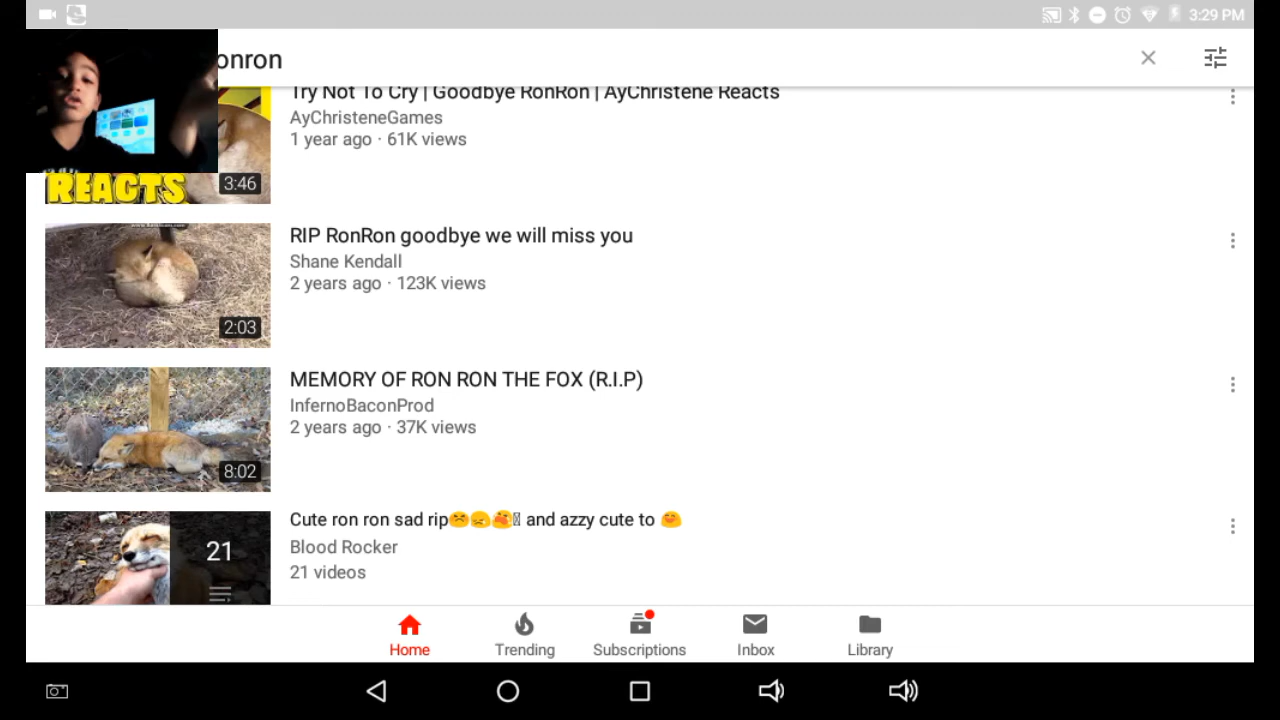 3:29 PM
onron
Try Not To Cry | Goodbye RonRon | AyChristene Reacts
AyChristeneGames
1 year ago · 61K views
REACTS
3:46
RIP RonRon goodbye we will miss you
Shane Kendall
2 years ago · 123K views
2:03
MEMORY OF RON RON THE FOX (R.I.P)
InfernoBaconProd
2 years ago · 37K views
8:02
Cute ron ron sad rip and azzy cute to
Blood Rocker
21 videos
21
Home Trending Subscriptions Inbox Library